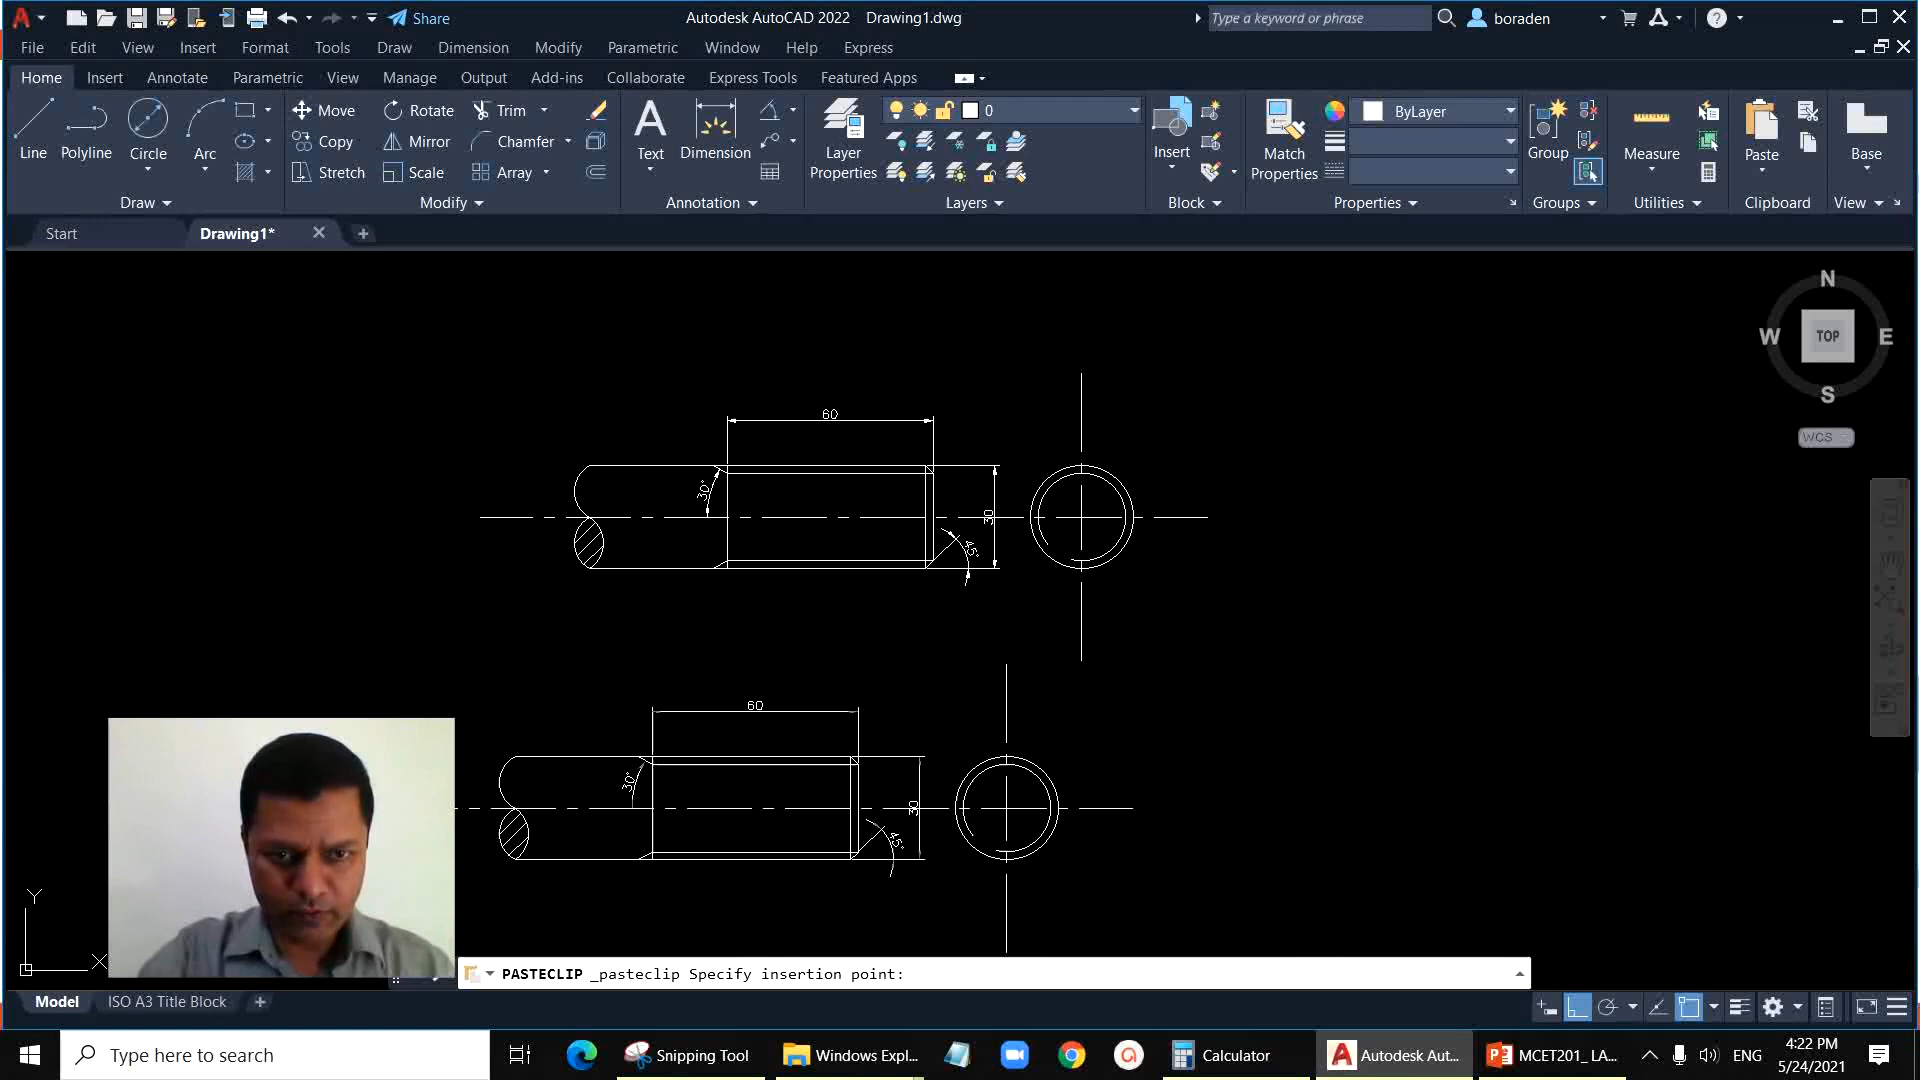 Share
Autodesk AutoCAD 2022 Drawing1.dwg
Type a keyword or phrase
boraden
File Edit View Insert Format Tools Draw Dimension Modify Parametric Window Help Express
Home Insert Annotate Parametric View Manage Output Add-ins Collaborate Express Tools Featured Apps
Line
Polyline
Circle
Arc
Move
Rotate
Trim
Copy
Mirror
Chamfer
Stretch
Scale
Array
Text
Dimension
Layer
Properties
0
Insert
Match
Properties
ByLayer
Group
Measure
Paste
Base
Draw
Modify
Annotation
Layers
Block
Properties
Groups
Utilities
Clipboard
View
Start
Drawing1*
N
W
TOP
E
S
WCS
60
30°
30
45°
60
30°
30
45°
Y
X
PASTECLIP _pasteclip Specify insertion point:
Model
ISO A3 Title Block
Type here to search
Snipping Tool
Windows Expl...
Calculator
Autodesk Aut...
MCET201_ LA...
ENG
4:22 PM
5/24/2021